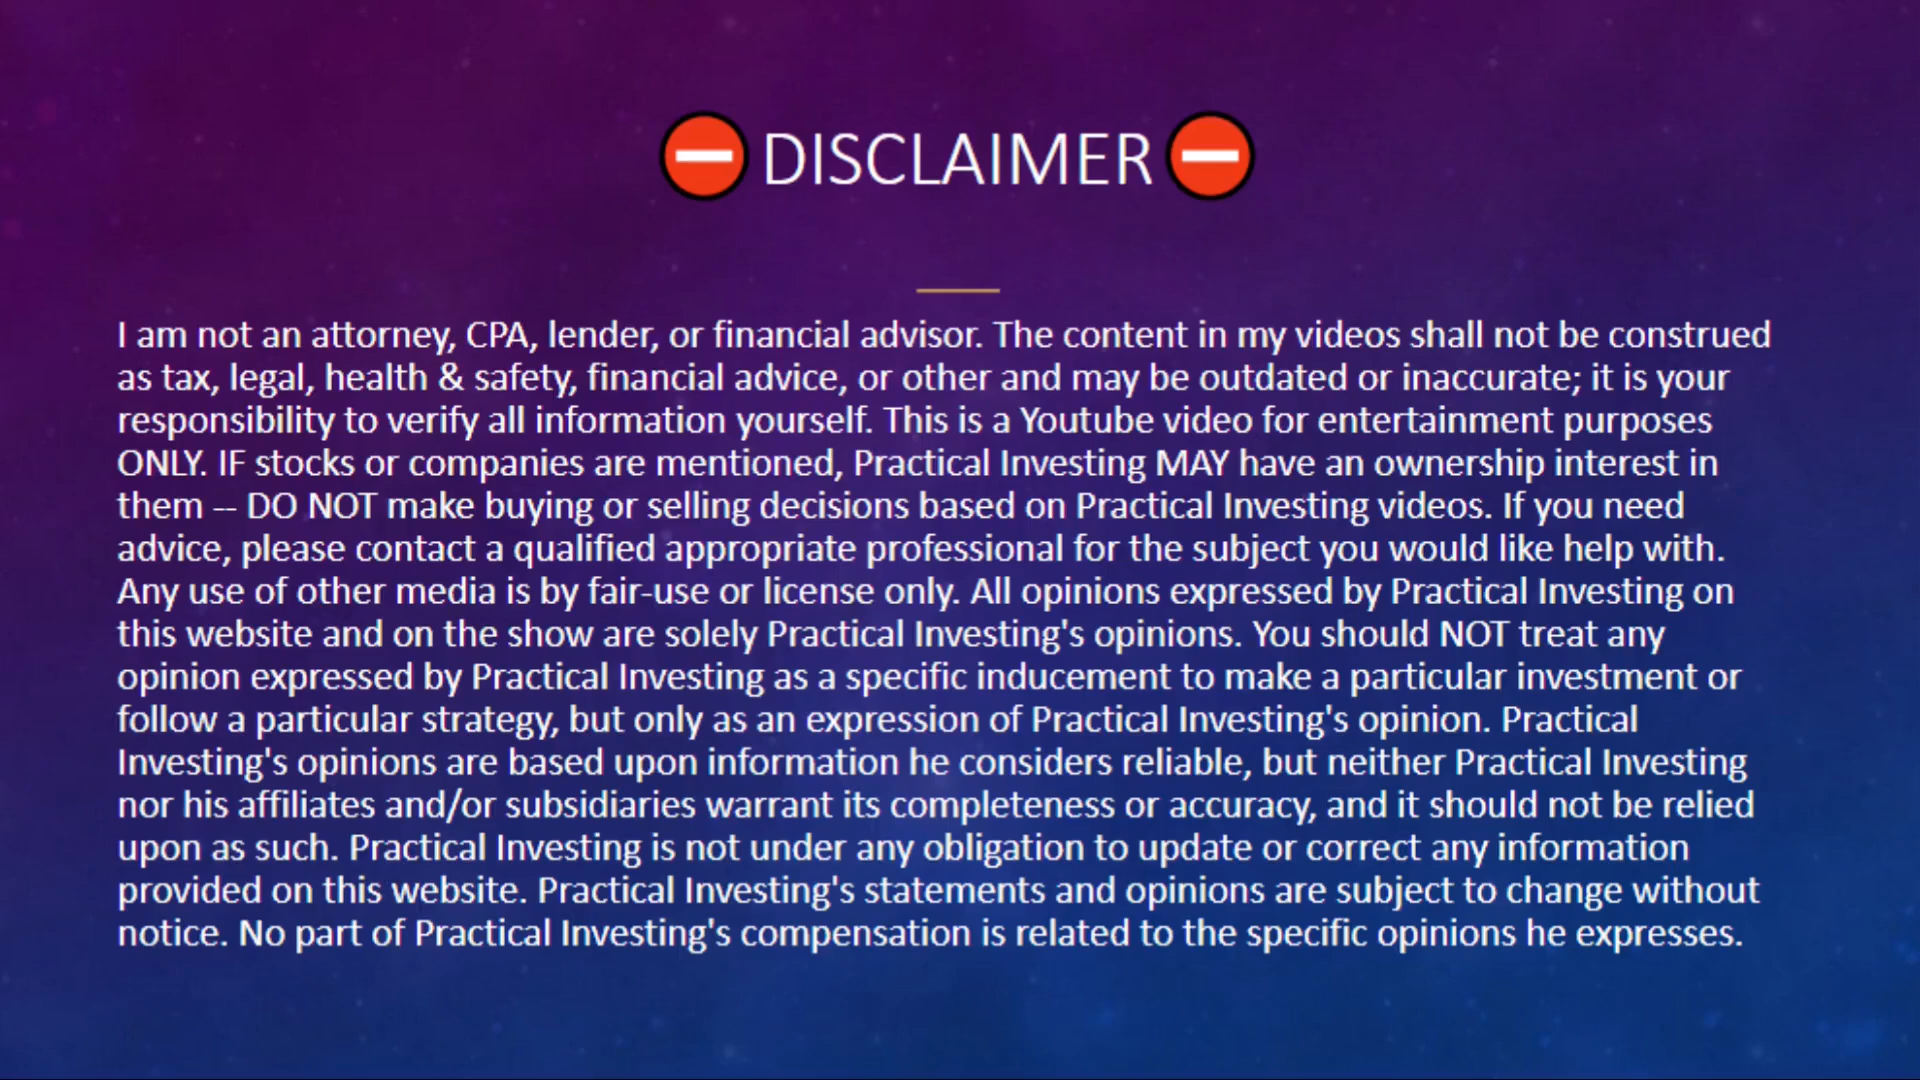 ⛔DISCLAIMER⛔
I am not an attorney, CPA, lender, or financial advisor. The content in my videos shall not be construed
as tax, legal, health & safety, financial advice, or other and may be outdated or inaccurate; it is your
responsibility to verify all information yourself. This is a Youtube video for entertainment purposes
ONLY. IF stocks or companies are mentioned, Practical Investing MAY have an ownership interest in
them -- DO NOT make buying or selling decisions based on Practical Investing videos. If you need
advice, please contact a qualified appropriate professional for the subject you would like help with.
Any use of other media is by fair-use or license only. All opinions expressed by Practical Investing on
this website and on the show are solely Practical Investing's opinions. You should NOT treat any
opinion expressed by Practical Investing as a specific inducement to make a particular investment or
follow a particular strategy, but only as an expression of Practical Investing's opinion. Practical
Investing's opinions are based upon information he considers reliable, but neither Practical Investing
nor his affiliates and/or subsidiaries warrant its completeness or accuracy, and it should not be relied
upon as such. Practical Investing is not under any obligation to update or correct any information
provided on this website. Practical Investing's statements and opinions are subject to change without
notice. No part of Practical Investing's compensation is related to the specific opinions he expresses.